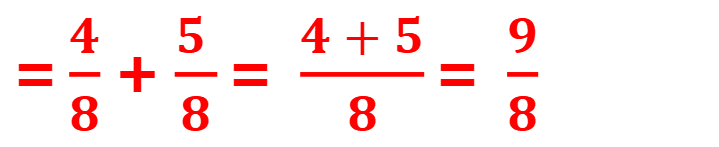 = 4/8 + 5/8 = (4 + 5)/8 = 9/8